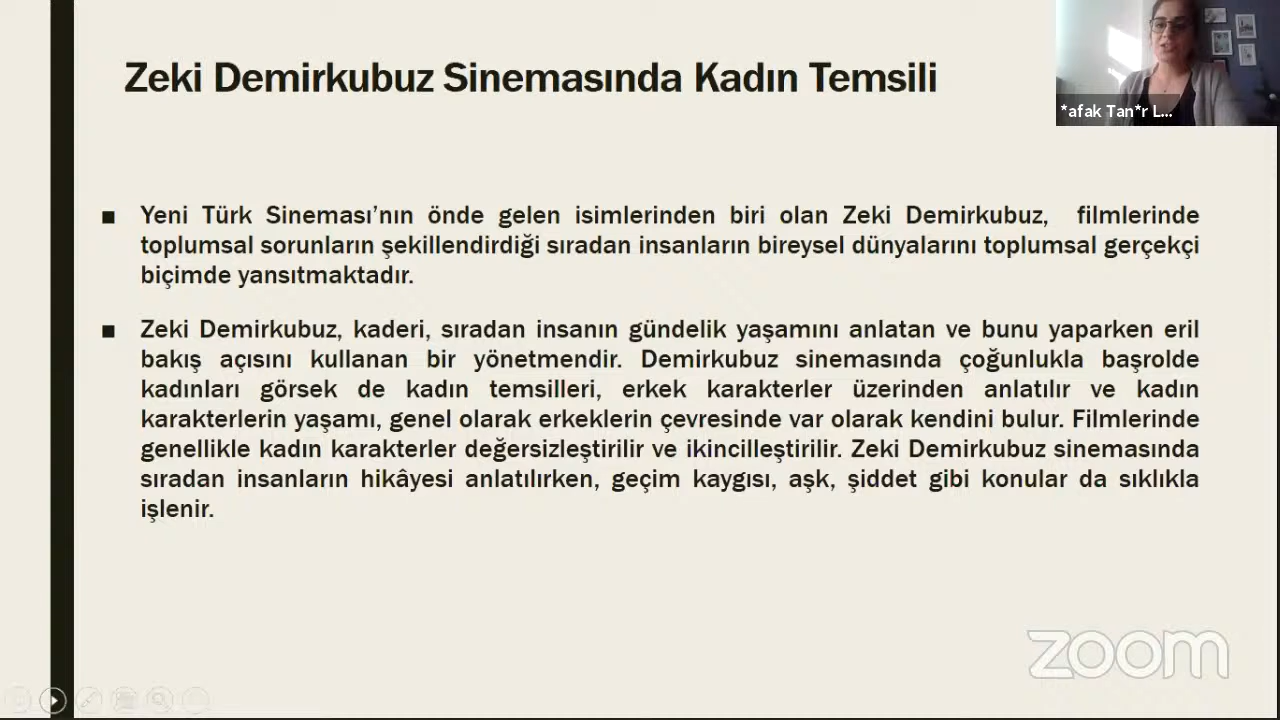 Zeki Demirkubuz Sinemasında Kadın Temsili
*afak Tan*r L...
■ Yeni Türk Sineması’nın önde gelen isimlerinden biri olan Zeki Demirkubuz, filmlerinde
toplumsal sorunların şekillendirdiği sıradan insanların bireysel dünyalarını toplumsal gerçekçi
biçimde yansıtmaktadır.
■ Zeki Demirkubuz, kaderi, sıradan insanın gündelik yaşamını anlatan ve bunu yaparken eril
bakış açısını kullanan bir yönetmendir. Demirkubuz sinemasında çoğunlukla başrolde
kadınları görsek de kadın temsilleri, erkek karakterler üzerinden anlatılır ve kadın
karakterlerin yaşamı, genel olarak erkeklerin çevresinde var olarak kendini bulur. Filmlerinde
genellikle kadın karakterler değersizleştirilir ve ikincilleştirilir. Zeki Demirkubuz sinemasında
sıradan insanların hikâyesi anlatılırken, geçim kaygısı, aşk, şiddet gibi konular da sıklıkla
işlenir.
zoom